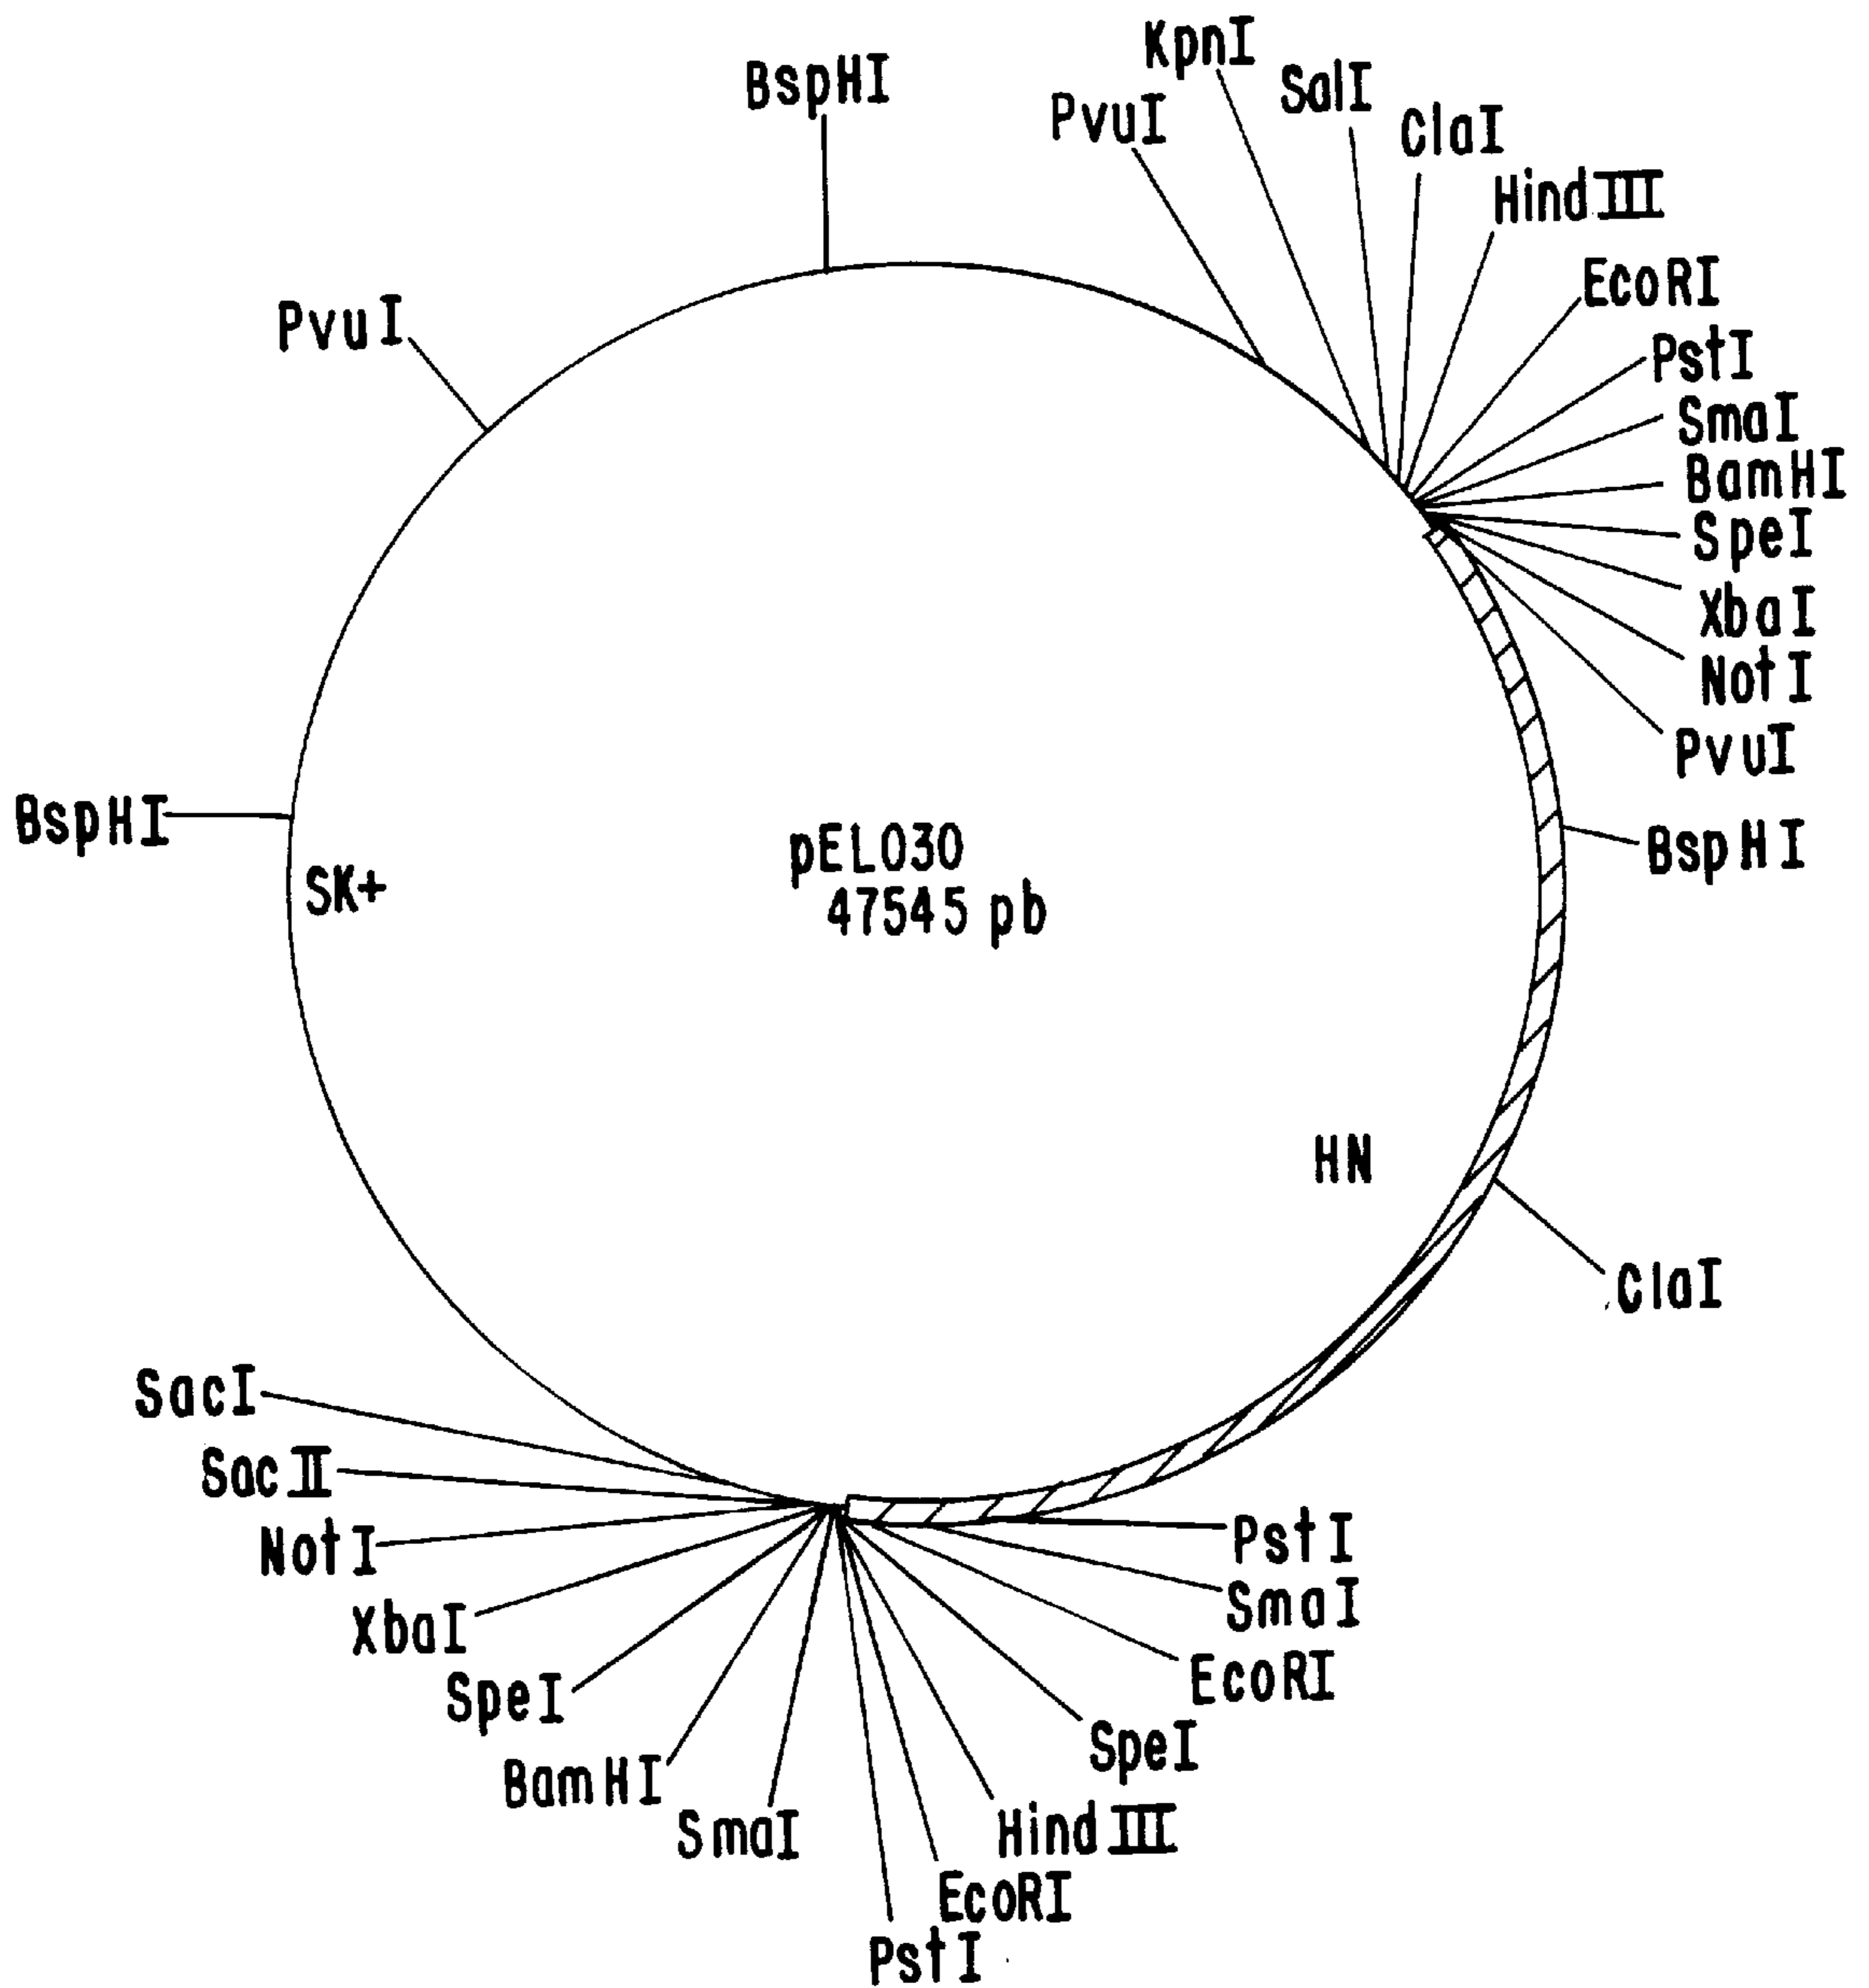 KpnI
BspHI
SalI
PvuI
ClaI
HindIII
EcoRI
PvuI
PstI
SmaI
BamHI
SpeI
XbaI
NotI
PvuI
BspHI
pELO30
47545 pb
BspHI
SK+
HN
ClaI
SacI
SacII
NotI
PstI
SmaI
XbaI
EcoRI
SpeI
SpeI
BamHI
SmaI
HindIII
EcoRI
PstI